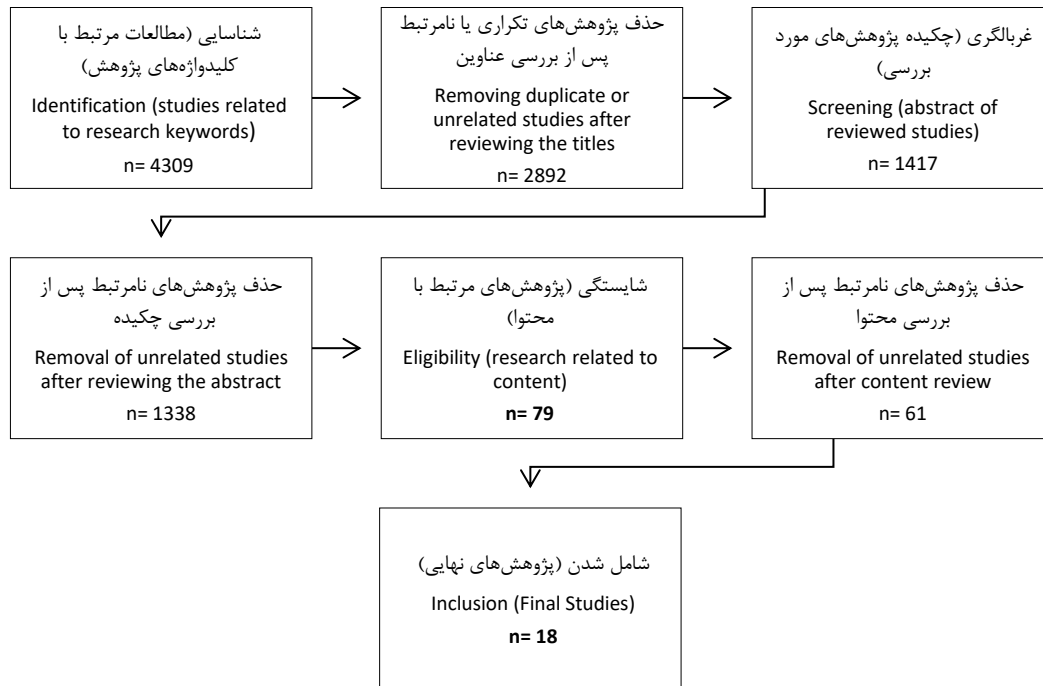 شناسایی (مطالعات مرتبط با
کلیدواژه‌های پژوهش)
Identification (studies related
to research keywords)
n= 4309
حذف پژوهش‌های تکراری یا نامرتبط
پس از بررسی عناوین
Removing duplicate or
unrelated studies after
reviewing the titles
n= 2892
غربالگری (چکیده پژوهش‌های مورد
بررسی)
Screening (abstract of
reviewed studies)
n= 1417
حذف پژوهش‌های نامرتبط پس از
بررسی چکیده
Removal of unrelated studies
after reviewing the abstract
n= 1338
شایستگی (پژوهش‌های مرتبط با
محتوا)
Eligibility (research related to
content)
n= 79
حذف پژوهش‌های نامرتبط پس از
بررسی محتوا
Removal of unrelated studies
after content review
n= 61
شامل شدن (پژوهش‌های نهایی)
Inclusion (Final Studies)
n= 18